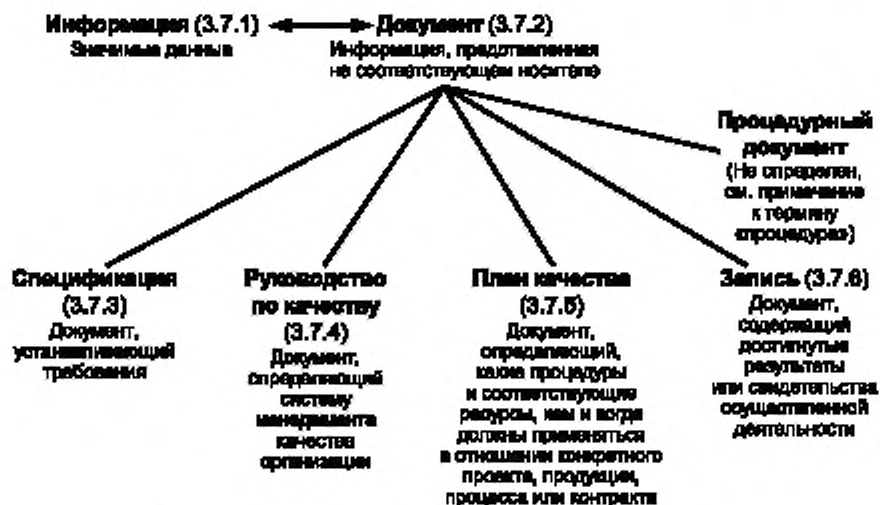 Информация (3.7.1)
Значимые данные
Документ (3.7.2)
Информация, представленная
на соответствующем носителе
Процедурный
документ
(Не определен,
см. примечание
к термину
«процедура»)
Спецификация
(3.7.3)
Документ,
устанавливающий
требования
Руководство
по качеству
(3.7.4)
Документ,
определяющий
систему
менеджмента
качества
организации
План качества
(3.7.5)
Документ,
определяющий,
какие процедуры
и соответствующие
ресурсы, кем и когда
должны применяться
в отношении конкретного
проекта, продукции,
процесса или контракта
Запись (3.7.6)
Документ,
содержащий
достигнутые
результаты
или свидетельства
осуществленной
деятельности